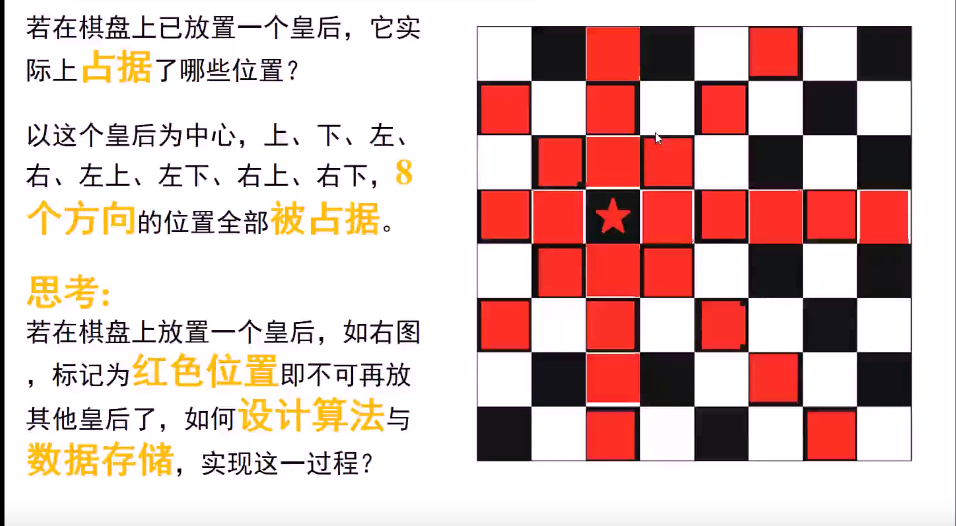 若在棋盘上已放置一个皇后，它实
际上占据了哪些位置？
以这个皇后为中心，上、下、左、
右、左上、左下、右上、右下，8
个方向的位置全部被占据。
思考:
若在棋盘上放置一个皇后，如右图
，标记为红色位置即不可再放
其他皇后了，如何设计算法与
数据存储，实现这一过程？